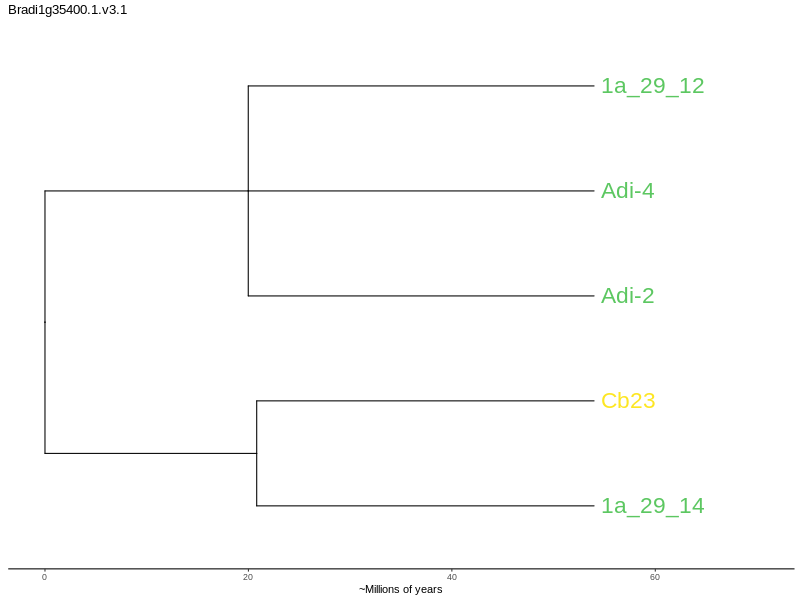 Bradi1g35400.1.v3.1
1a_29_12
Adi-4
Adi-2
Cb23
1a_29_14
0 20 40 60
~Millions of years